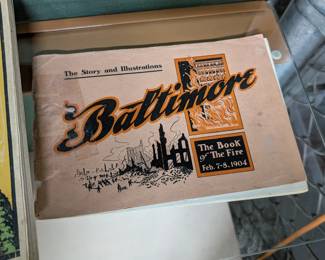 The Story and Illustrations
Baltimore
The Book
of The Fire
Feb. 7-8, 1904